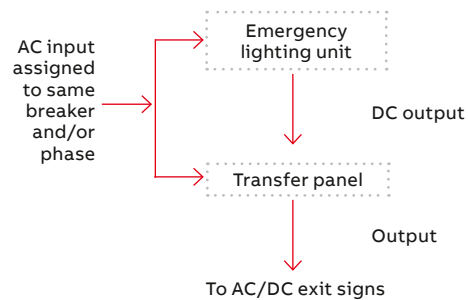 AC input
assigned
to same
breaker
and/or
phase
Emergency
lighting unit
DC output
Transfer panel
Output
To AC/DC exit signs